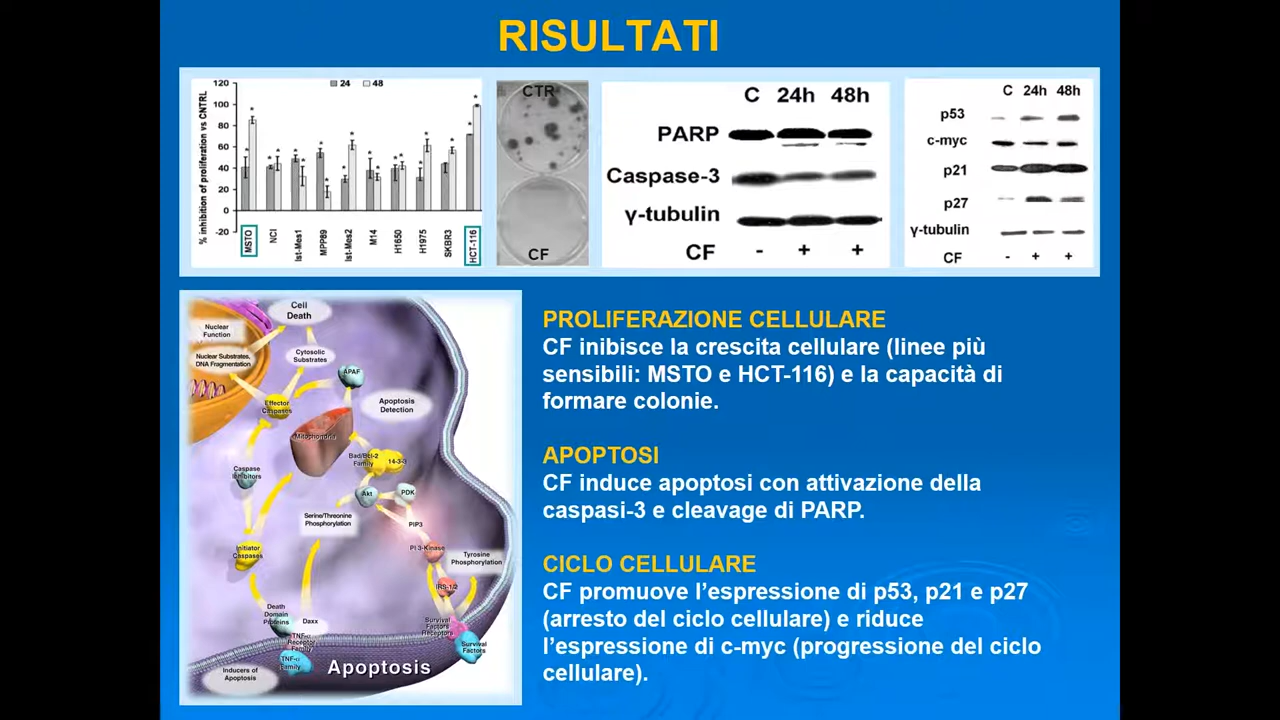 RISULTATI
24 48
% inhibition of proliferation vs CNTRL
120
100
80
60
40
20
0
-20
MSTO
NCI
Ist-Mes1
MPP89
Ist-Mes2
M14
H1650
H1975
SKBR3
HCT-116
CTR
CF
C 24h 48h
PARP
Caspase-3
γ-tubulin
CF - + +
C 24h 48h
p53
c-myc
p21
p27
γ-tubulin
CF - + +
Cell
Death
Nuclear
Function
Nuclear Substrates,
DNA Fragmentation
Cytosolic
Substrates
APAF
Effector
Caspases
Apoptosis
Detection
Mitochondria
Bad/Bcl-2
Family
14-3-3
Caspase
Inhibitors
Akt
PDK
Serine/Threonine
Phosphorylation
PIP3
Initiator
Caspases
PI 3-Kinase
Tyrosine
Phosphorylation
IRS-1/2
Death
Domain
Proteins
Daxx
Survival
Factors
Receptors
TNF-α
Receptor
Family
Survival
Factors
TNF-α
Family
Inducers of
Apoptosis
Apoptosis
PROLIFERAZIONE CELLULARE
CF inibisce la crescita cellulare (linee più
sensibili: MSTO e HCT-116) e la capacità di
formare colonie.
APOPTOSI
CF induce apoptosi con attivazione della
caspasi-3 e cleavage di PARP.
CICLO CELLULARE
CF promuove l’espressione di p53, p21 e p27
(arresto del ciclo cellulare) e riduce
l’espressione di c-myc (progressione del ciclo
cellulare).